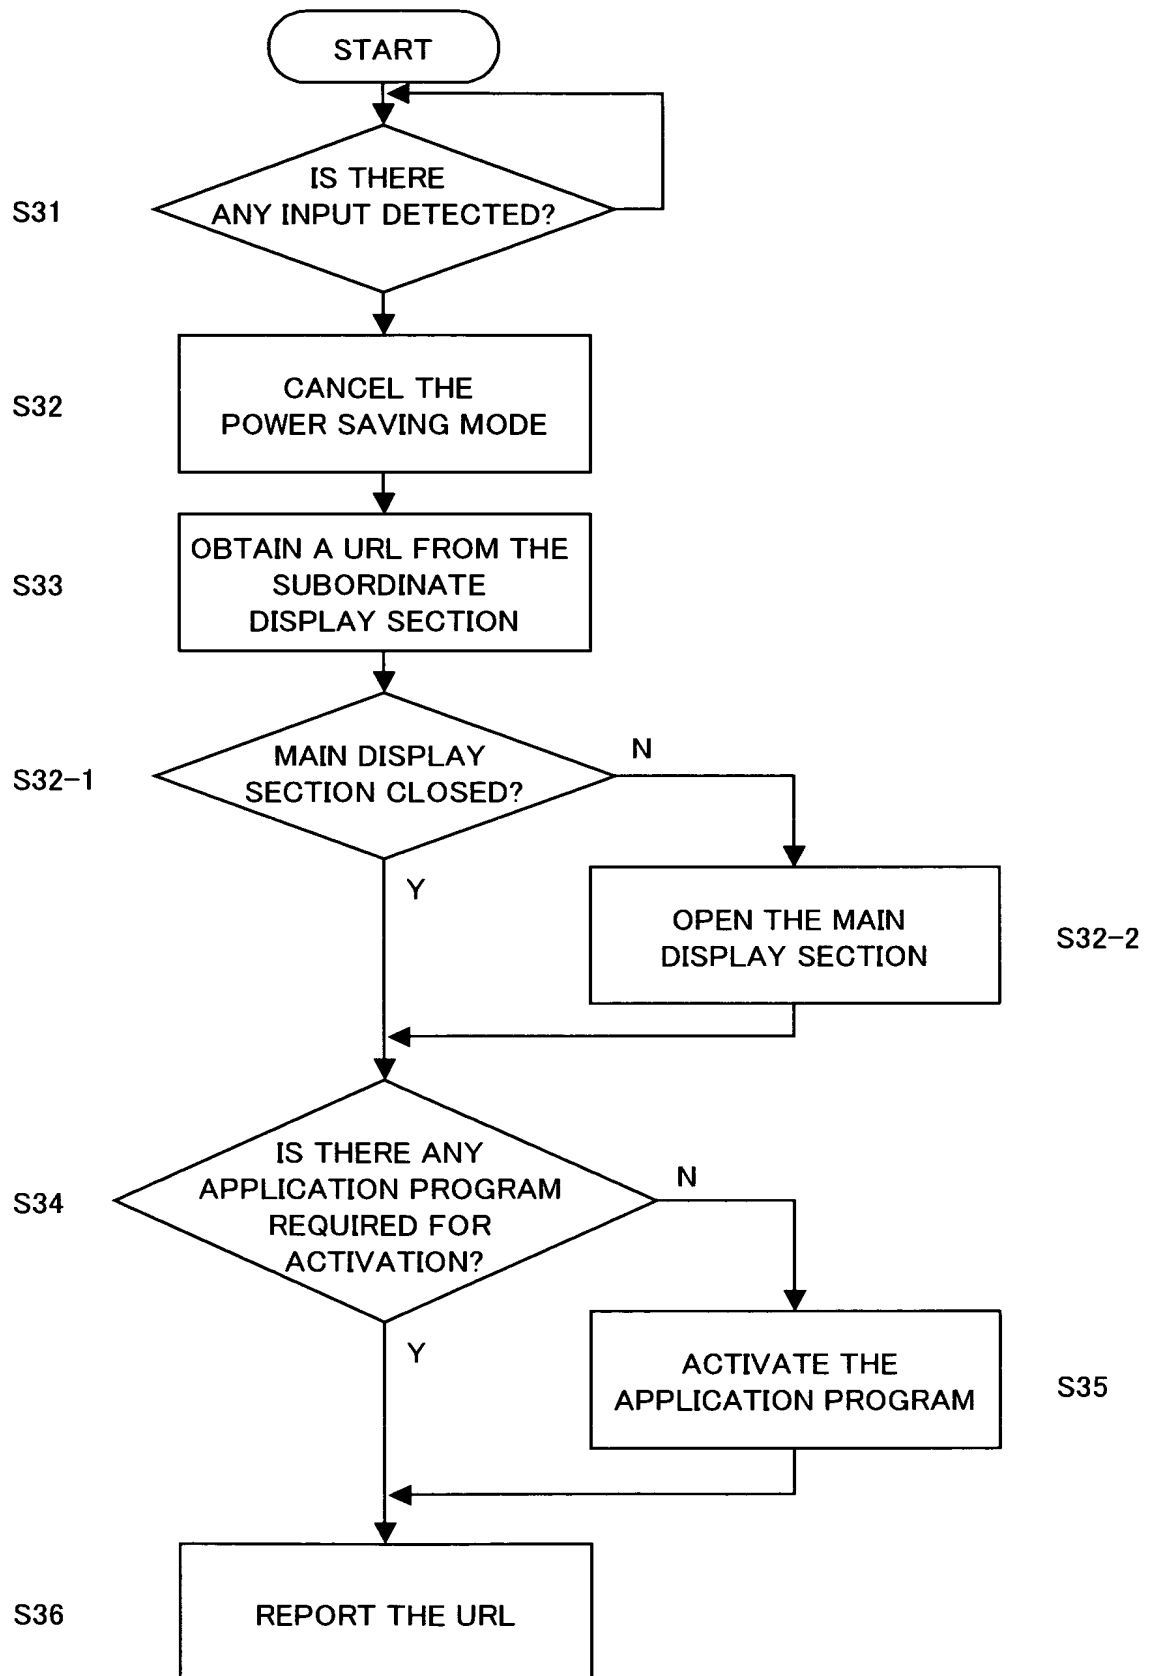 START
IS THERE
ANY INPUT DETECTED?
S31
CANCEL THE
POWER SAVING MODE
S32
OBTAIN A URL FROM THE
SUBORDINATE
DISPLAY SECTION
S33
MAIN DISPLAY
SECTION CLOSED?
S32-1
N
Y
OPEN THE MAIN
DISPLAY SECTION
S32-2
IS THERE ANY
APPLICATION PROGRAM
REQUIRED FOR
ACTIVATION?
S34
N
Y
ACTIVATE THE
APPLICATION PROGRAM
S35
REPORT THE URL
S36